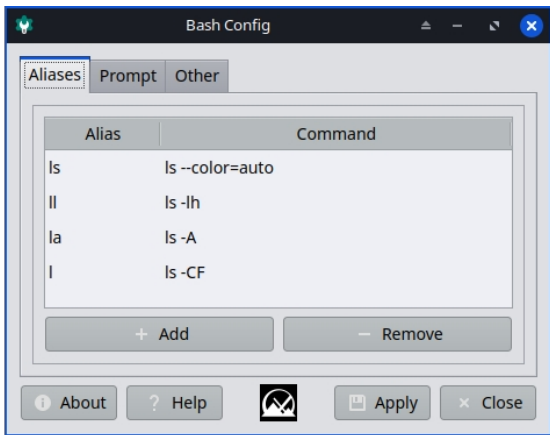 Bash Config
Aliases Prompt Other
Alias Command
ls ls --color=auto
ll ls -lh
la ls -A
l ls -CF
Add Remove
About Help Apply Close